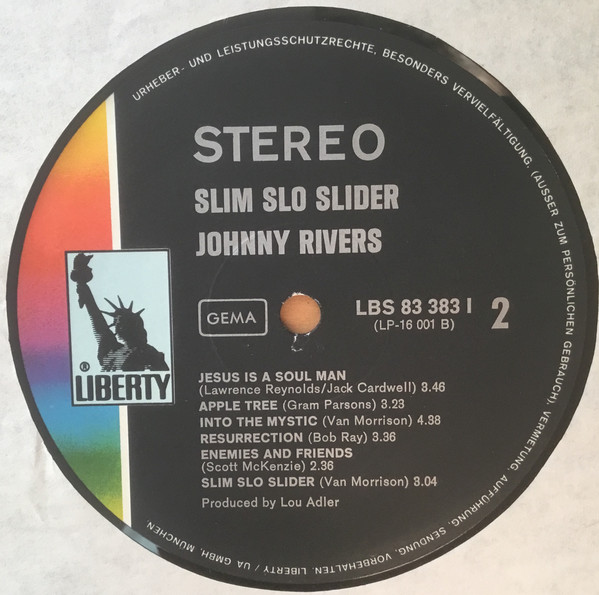 URHEBER- UND LEISTUNGSSCHUTZRECHTE, BESONDERS VERVIELFÄLTIGUNG, (AUSSER ZUM PERSÖNLICHEN GEBRAUCH), VERMIETUNG, AUFFÜHRUNG, SENDUNG, VORBEHALTEN. LIBERTY / UA GMBH, MÜNCHEN.
STEREO
SLIM SLO SLIDER
JOHNNY RIVERS
GEMA
LBS 83 383 I
(LP-16 001 B)
2
® LIBERTY
JESUS IS A SOUL MAN
(Lawrence Reynolds/Jack Cardwell) 3.46
APPLE TREE (Gram Parsons) 3.23
INTO THE MYSTIC (Van Morrison) 4.38
RESURRECTION (Bob Ray) 3.36
ENEMIES AND FRIENDS
(Scott McKenzie) 2.36
SLIM SLO SLIDER (Van Morrison) 3.04
Produced by Lou Adler